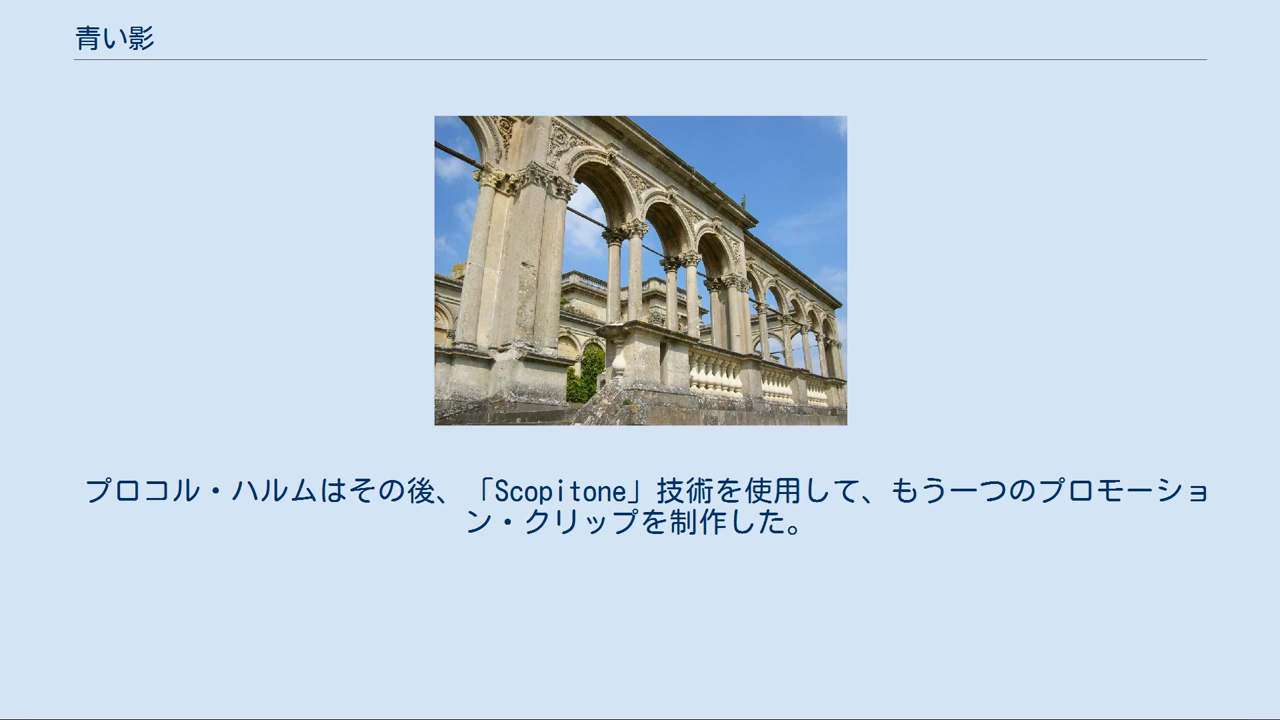 青い影
プロコル・ハルムはその後、「Scopitone」技術を使用して、もう一つのプロモーショ
ン・クリップを制作した。